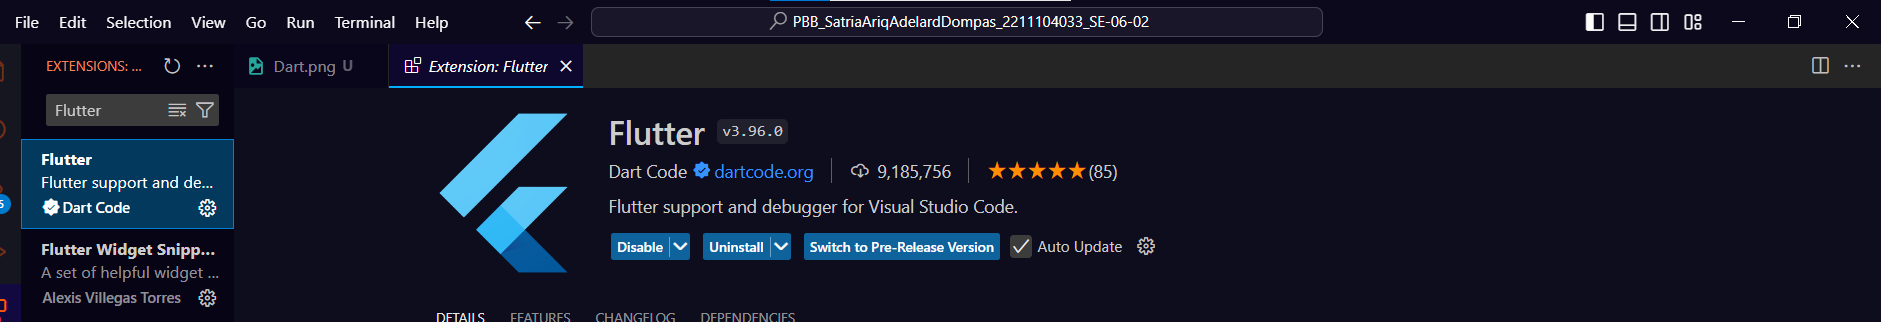 File Edit Selection View Go Run Terminal Help
PBB_SatriaAriqAdelardDompas_2211104033_SE-06-02
EXTENSIONS: ...
Dart.png U
Extension: Flutter
Flutter
Flutter
Flutter support and de...
Dart Code
Flutter Widget Snipp...
A set of helpful widget ...
Alexis Villegas Torres
Flutter v3.96.0
Dart Code dartcode.org 9,185,756 (85)
Flutter support and debugger for Visual Studio Code.
Disable Uninstall Switch to Pre-Release Version Auto Update
DETAILS FEATURES CHANGELOG DEPENDENCIES